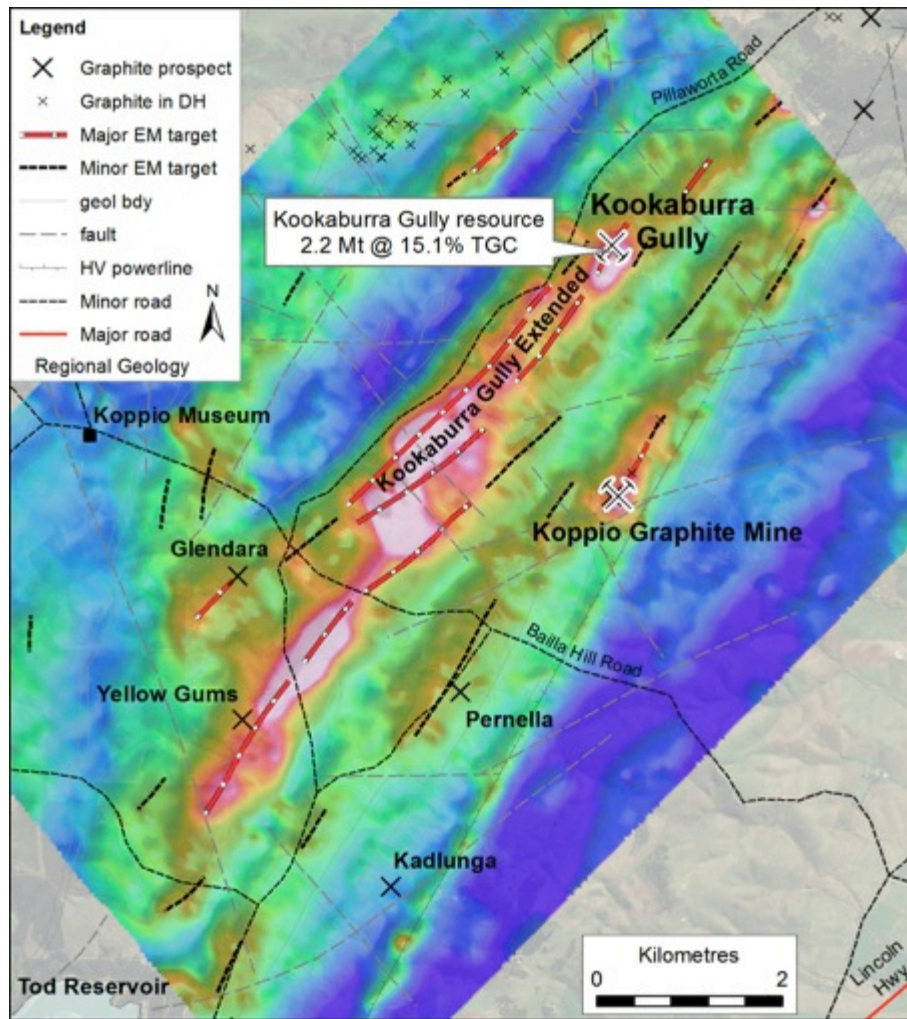 Legend
Graphite prospect
Graphite in DH
Major EM target
Minor EM target
geol bdy
fault
HV powerline
Minor road
Major road
N
Regional Geology
Pillaworta Road
Kookaburra Gully resource
2.2 Mt @ 15.1% TGC
Kookaburra
Gully
Kookaburra Gully Extended
Koppio Museum
Koppio Graphite Mine
Glendara
Bailla Hill Road
Yellow Gums
Pernella
Kadlunga
Tod Reservoir
Kilometres
0 2
Lincoln
Hwy